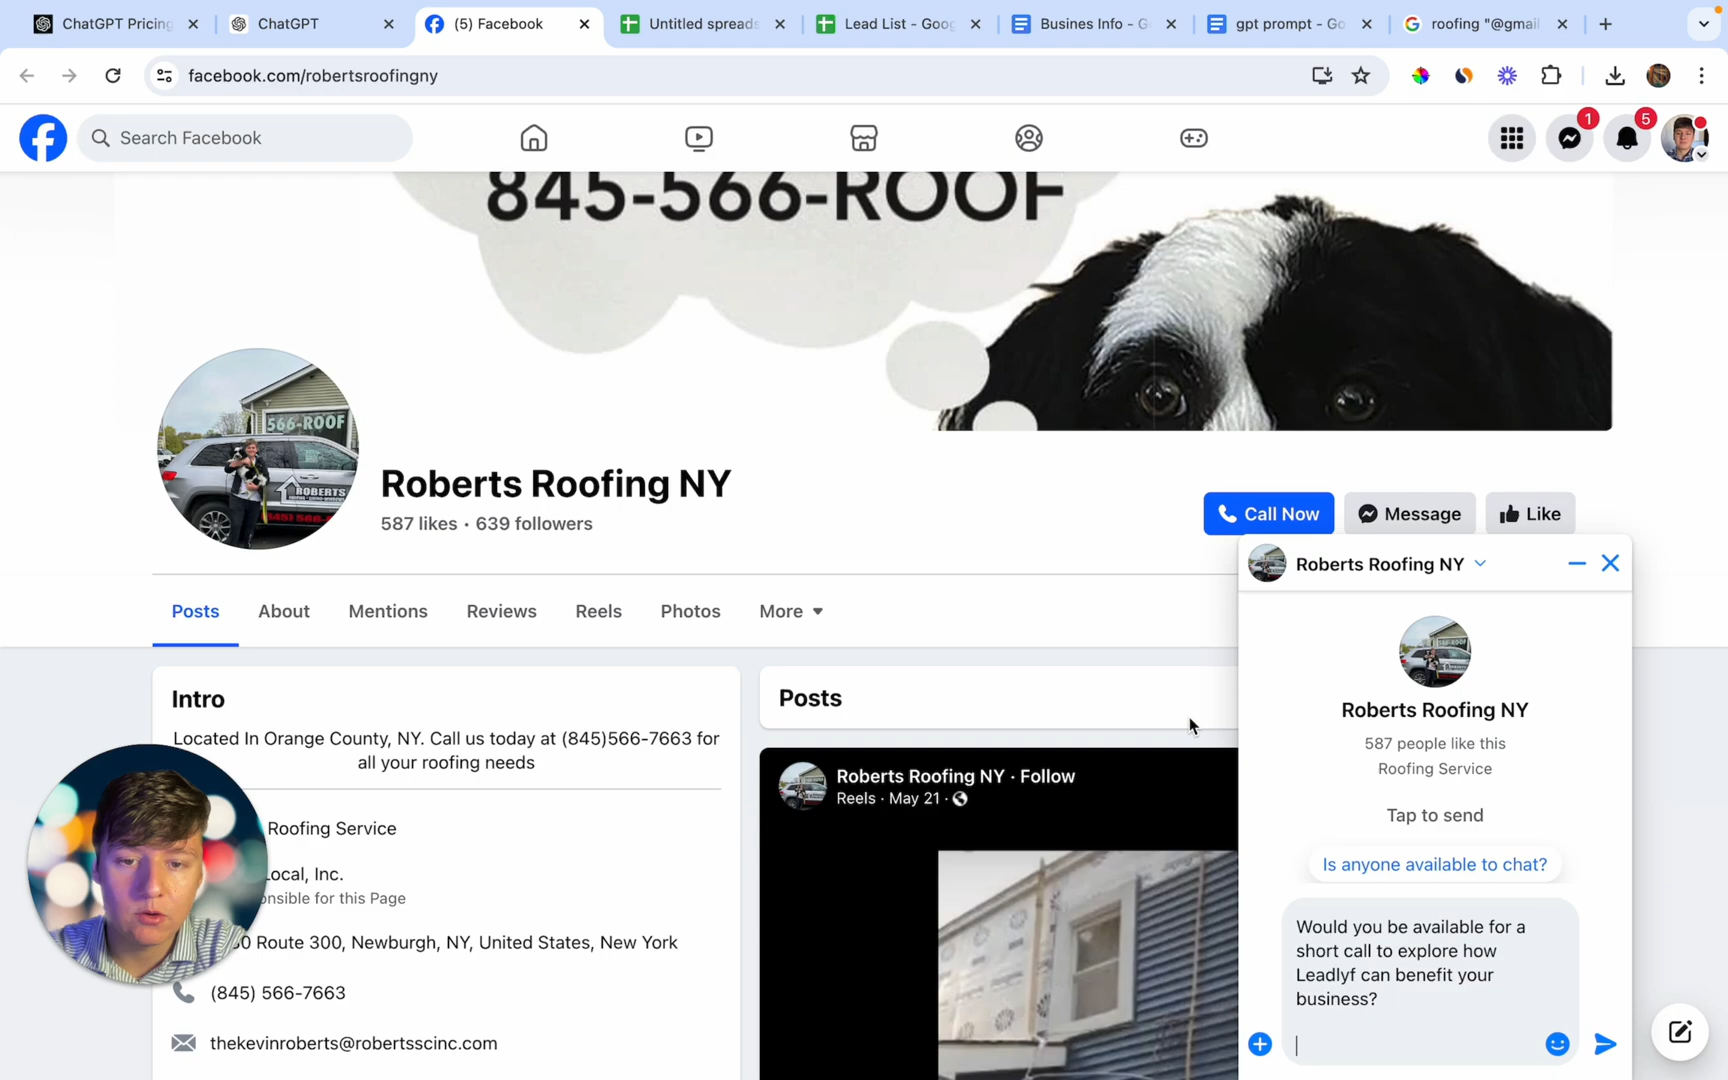 ChatGPT Pricing
ChatGPT
(5) Facebook
Untitled spreads
Lead List - Goog
Busines Info - G
gpt prompt - Go
roofing "@gmail
facebook.com/robertsroofingny
Search Facebook
1
5
845-566-ROOF
566-ROOF
ROBERTS
Roberts Roofing NY
587 likes · 639 followers
Call Now
Message
Like
Posts
About
Mentions
Reviews
Reels
Photos
More
Intro
Located In Orange County, NY. Call us today at (845)566-7663 for
all your roofing needs
Roofing Service
Local, Inc.
onsible for this Page
0 Route 300, Newburgh, NY, United States, New York
(845) 566-7663
thekevinroberts@robertsscinc.com
Posts
Roberts Roofing NY · Follow
Reels · May 21 ·
Roberts Roofing NY
Roberts Roofing NY
587 people like this
Roofing Service
Tap to send
Is anyone available to chat?
Would you be available for a
short call to explore how
Leadlyf can benefit your
business?